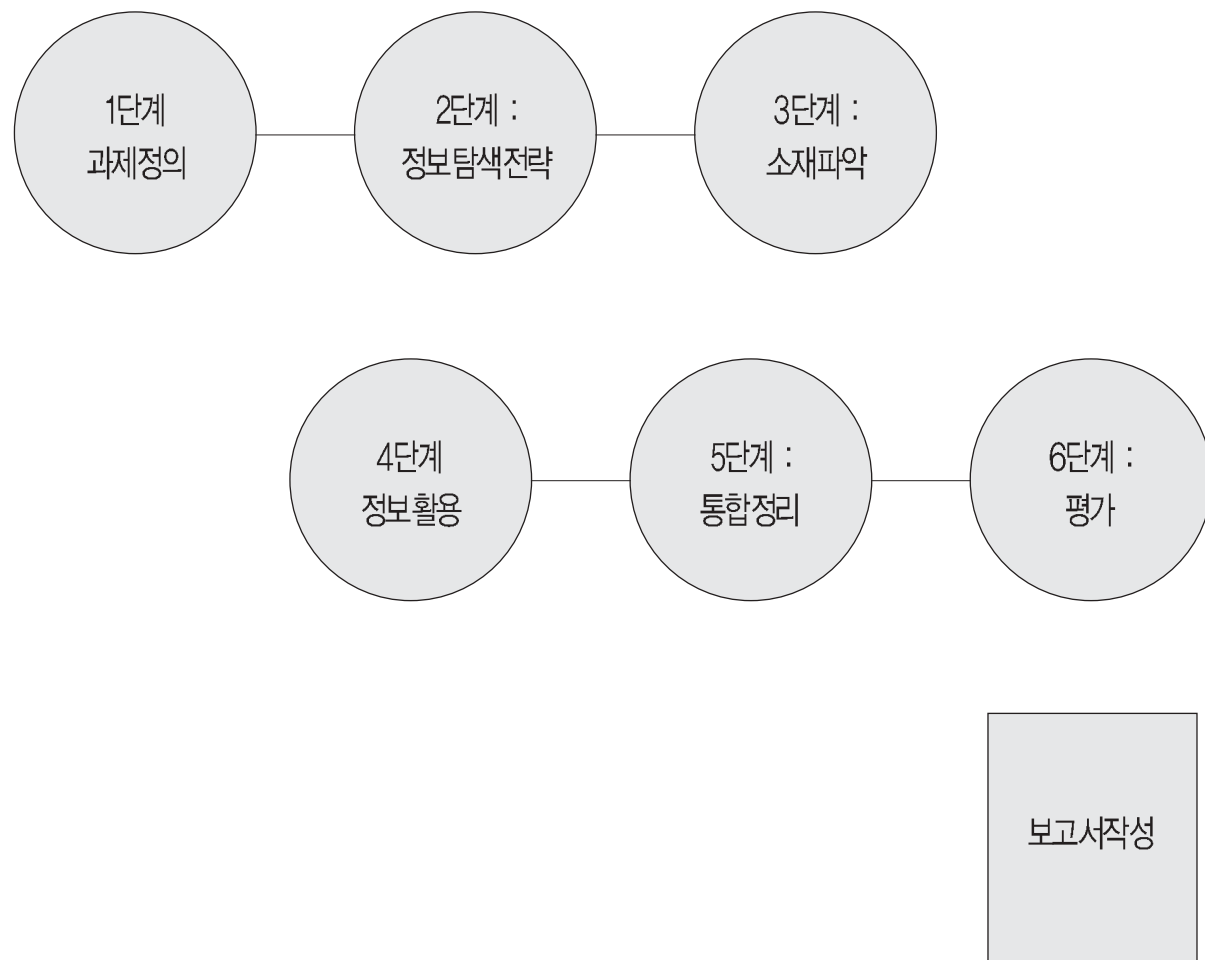 1단계
과제정의
2단계 :
정보탐색전략
3단계 :
소재파악
4단계
정보활용
5단계 :
통합정리
6단계 :
평가
보고서작성